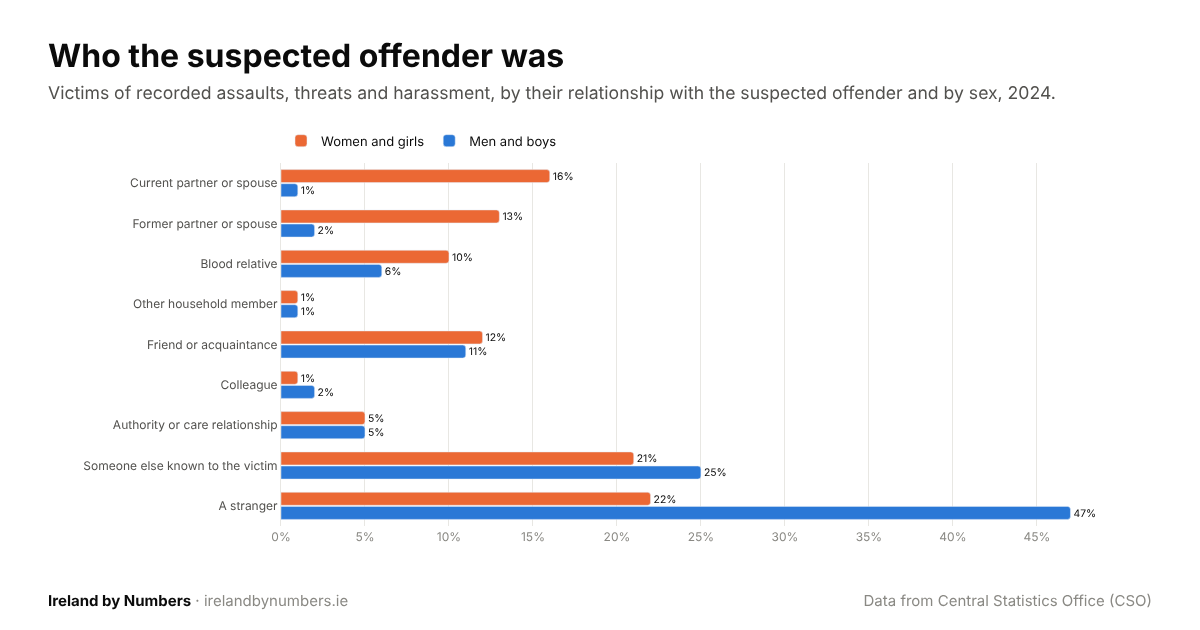 Who the suspected offender was
Victims of recorded assaults, threats and harassment, by their relationship with the suspected offender and by sex, 2024.
Women and girls Men and boys
Current partner or spouse 16%
1%
Former partner or spouse 13%
2%
Blood relative 10%
6%
Other household member 1%
1%
Friend or acquaintance 12%
11%
Colleague 1%
2%
Authority or care relationship 5%
5%
Someone else known to the victim 21%
25%
A stranger 22%
47%
0% 5% 10% 15% 20% 25% 30% 35% 40% 45%
Ireland by Numbers · irelandbynumbers.ie Data from Central Statistics Office (CSO)